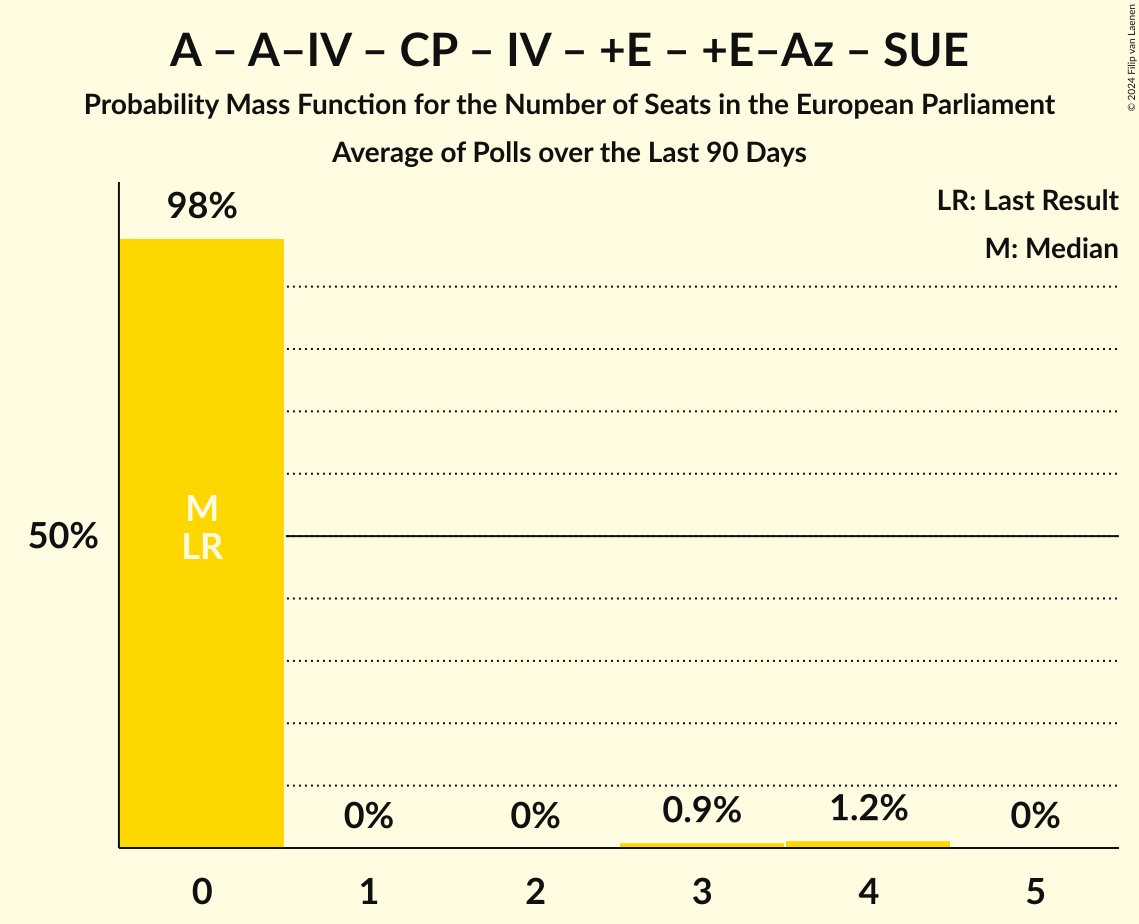 A – A–IV – CP – IV – +E – +E–Az – SUE
Probability Mass Function for the Number of Seats in the European Parliament
Average of Polls over the Last 90 Days
© 2024 Filip van Laenen
LR: Last Result
M: Median
98%
M
LR
50%
0%
0%
0.9%
1.2%
0%
0
1
2
3
4
5